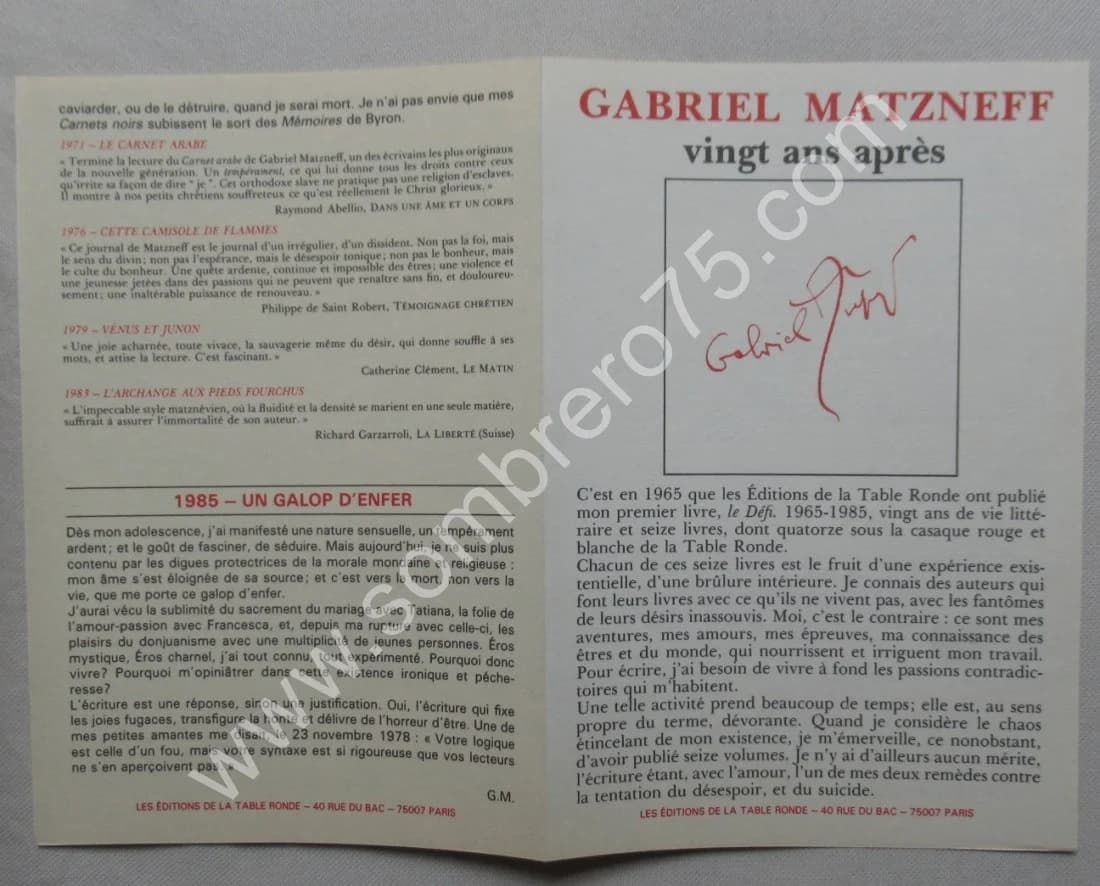 caviarder, ou de le détruire, quand je serai mort. Je n'ai pas envie que mes
Carnets noirs subissent le sort des Mémoires de Byron.
1971 – LE CARNET ARABE
« Terminé la lecture du Carnet arabe de Gabriel Matzneff, un des écrivains les plus originaux
de la nouvelle génération. Un tempérament, ce qui lui donne tous les droits contre ceux
qu'irrite sa façon de dire " je ". Cet orthodoxe slave ne pratique pas une religion d'esclaves.
Il montre à nos petits chrétiens souffreteux ce qu'est réellement le Christ glorieux. »
Raymond Abellio, DANS UNE ÂME ET UN CORPS
1976 – CETTE CAMISOLE DE FLAMMES
« Ce journal de Matzneff est le journal d'un irrégulier, d'un dissident. Non pas la foi, mais
le sens du divin ; non pas l'espérance, mais le désespoir tonique ; non pas le bonheur, mais
le culte du bonheur. Une quête ardente, continue et impossible des êtres ; une violence et
une jeunesse jetées dans des passions qui ne peuvent que renaître sans fin, et douloureu-
sement ; une inaltérable puissance de renouveau. »
Philippe de Saint Robert, TÉMOIGNAGE CHRÉTIEN
1979 – VÉNUS ET JUNON
« Une joie acharnée, toute vivace, la sauvagerie même du désir, qui donne souffle à ses
mots, et attise la lecture. C'est fascinant. »
Catherine Clément, LE MATIN
1983 – L'ARCHANGE AUX PIEDS FOURCHUS
« L'impeccable style matznévien, où la fluidité et la densité se marient en une seule matière,
suffirait à assurer l'immortalité de son auteur. »
Richard Garzarroli, LA LIBERTÉ (Suisse)
1985 – UN GALOP D'ENFER
Dès mon adolescence, j'ai manifesté une nature sensuelle, un tempérament
ardent ; et le goût de fasciner, de séduire. Mais aujourd'hui, je ne suis plus
contenu par les digues protectrices de la morale mondaine et religieuse :
mon âme s'est éloignée de sa source ; et c'est vers la mort, non vers la
vie, que me porte ce galop d'enfer.
J'aurai vécu la sublimité du sacrement du mariage avec Tatiana, la folie de
l'amour-passion avec Francesca, et, depuis ma rupture avec celle-ci, les
plaisirs du donjuanisme avec une multiplicité de jeunes personnes. Éros
mystique, Éros charnel, j'ai tout connu, tout expérimenté. Pourquoi donc
vivre? Pourquoi m'opiniâtrer dans cette existence ironique et péche-
resse?
L'écriture est une réponse, sinon une justification. Oui, l'écriture qui fixe
les joies fugaces, transfigure la honte et délivre de l'horreur d'être. Une de
mes petites amantes me disait, le 23 novembre 1978 : « Votre logique
est celle d'un fou, mais votre syntaxe est si rigoureuse que vos lecteurs
ne s'en aperçoivent pas. »
G.M.
LES ÉDITIONS DE LA TABLE RONDE – 40 RUE DU BAC – 75007 PARIS
GABRIEL MATZNEFF
vingt ans après
Gabriel
C'est en 1965 que les Éditions de la Table Ronde ont publié
mon premier livre, le Défi. 1965-1985, vingt ans de vie litté-
raire et seize livres, dont quatorze sous la casaque rouge et
blanche de la Table Ronde.
Chacun de ces seize livres est le fruit d'une expérience exis-
tentielle, d'une brûlure intérieure. Je connais des auteurs qui
font leurs livres avec ce qu'ils ne vivent pas, avec les fantômes
de leurs désirs inassouvis. Moi, c'est le contraire : ce sont mes
aventures, mes amours, mes épreuves, ma connaissance des
êtres et du monde, qui nourrissent et irriguent mon travail.
Pour écrire, j'ai besoin de vivre à fond les passions contradic-
toires qui m'habitent.
Une telle activité prend beaucoup de temps ; elle est, au sens
propre du terme, dévorante. Quand je considère le chaos
étincelant de mon existence, je m'émerveille, ce nonobstant,
d'avoir publié seize volumes. Je n'y ai d'ailleurs aucun mérite,
l'écriture étant, avec l'amour, l'un de mes deux remèdes contre
la tentation du désespoir, et du suicide.
LES ÉDITIONS DE LA TABLE RONDE – 40 RUE DU BAC – 75007 PARIS
www.sombrero75.com